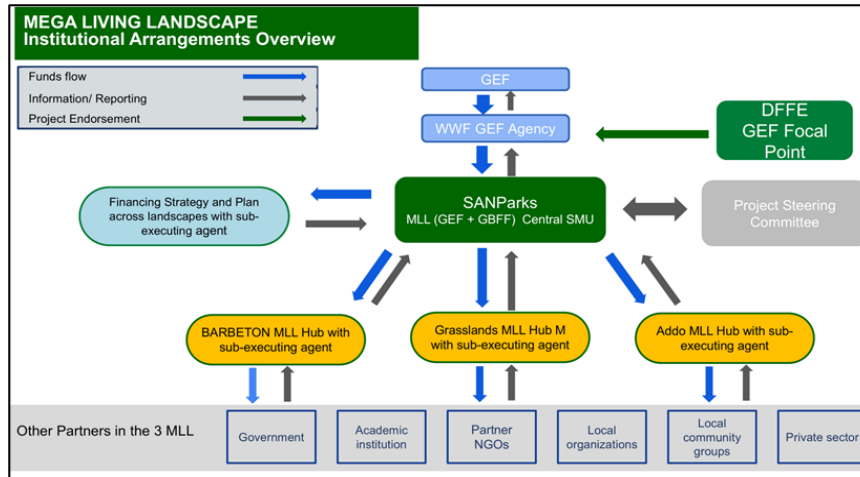 MEGA LIVING LANDSCAPE
Institutional Arrangements Overview
Funds flow
Information/ Reporting
Project Endorsement
GEF
WWF GEF Agency
DFFE
GEF Focal
Point
Financing Strategy and Plan
across landscapes with sub-
executing agent
SANParks
MLL (GEF + GBFF)  Central SMU
Project Steering
Committee
BARBETON MLL Hub with
sub-executing agent
Grasslands MLL Hub M
with sub-executing agent
Addo MLL Hub with sub-
executing agent
Other Partners in the 3 MLL
Government
Academic
institution
Partner
NGOs
Local
organizations
Local
community
groups
Private sector